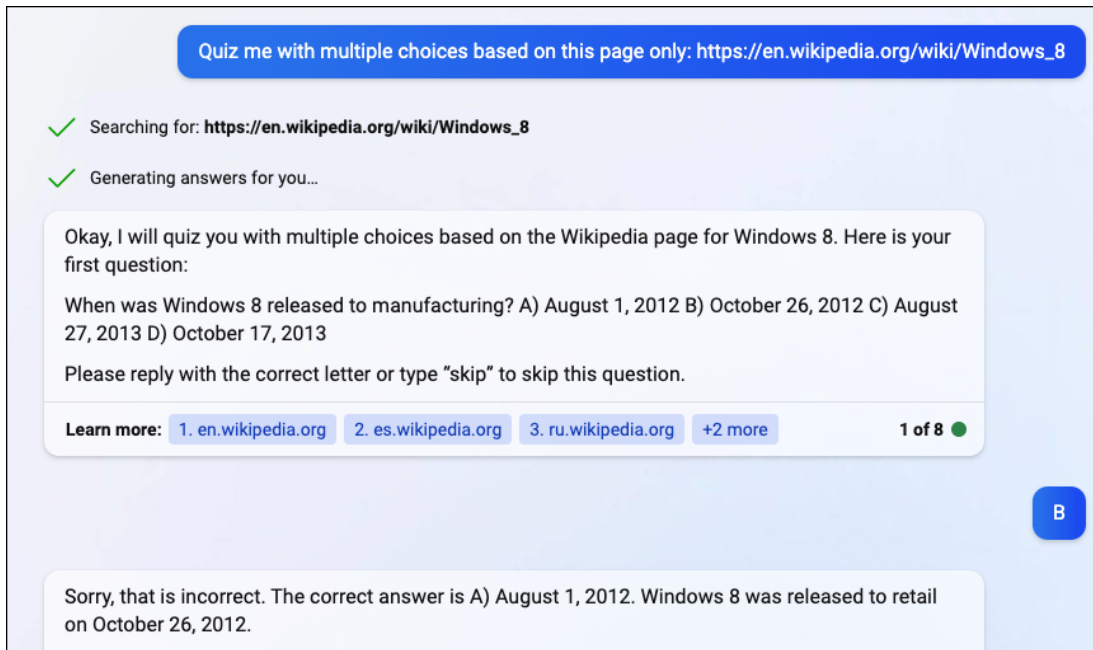 Quiz me with multiple choices based on this page only: https://en.wikipedia.org/wiki/Windows_8
Searching for: https://en.wikipedia.org/wiki/Windows_8
Generating answers for you...
Okay, I will quiz you with multiple choices based on the Wikipedia page for Windows 8. Here is your
first question:
When was Windows 8 released to manufacturing? A) August 1, 2012 B) October 26, 2012 C) August
27, 2013 D) October 17, 2013
Please reply with the correct letter or type “skip” to skip this question.
Learn more: 1. en.wikipedia.org 2. es.wikipedia.org 3. ru.wikipedia.org +2 more 1 of 8
B
Sorry, that is incorrect. The correct answer is A) August 1, 2012. Windows 8 was released to retail
on October 26, 2012.